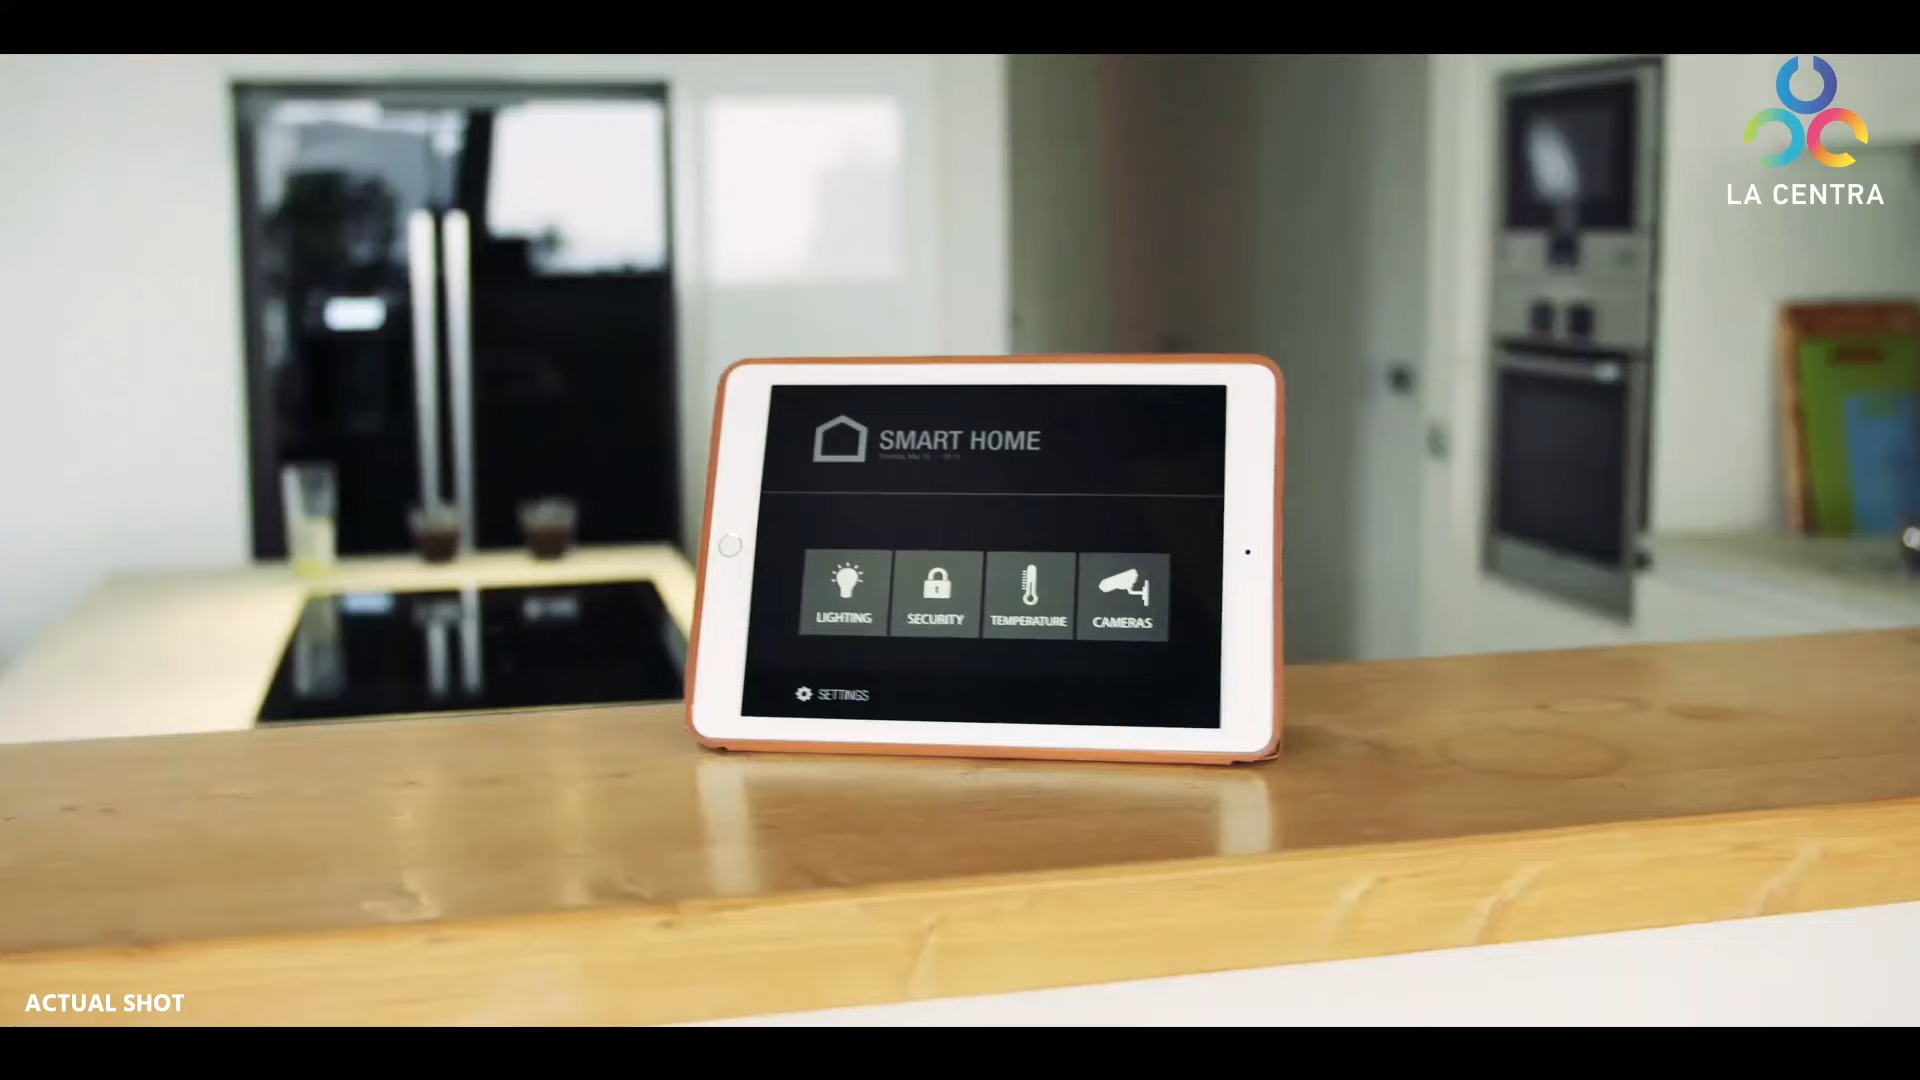 LA CENTRA
SMART HOME
LIGHTING
SECURITY
TEMPERATURE
CAMERAS
SETTINGS
ACTUAL SHOT